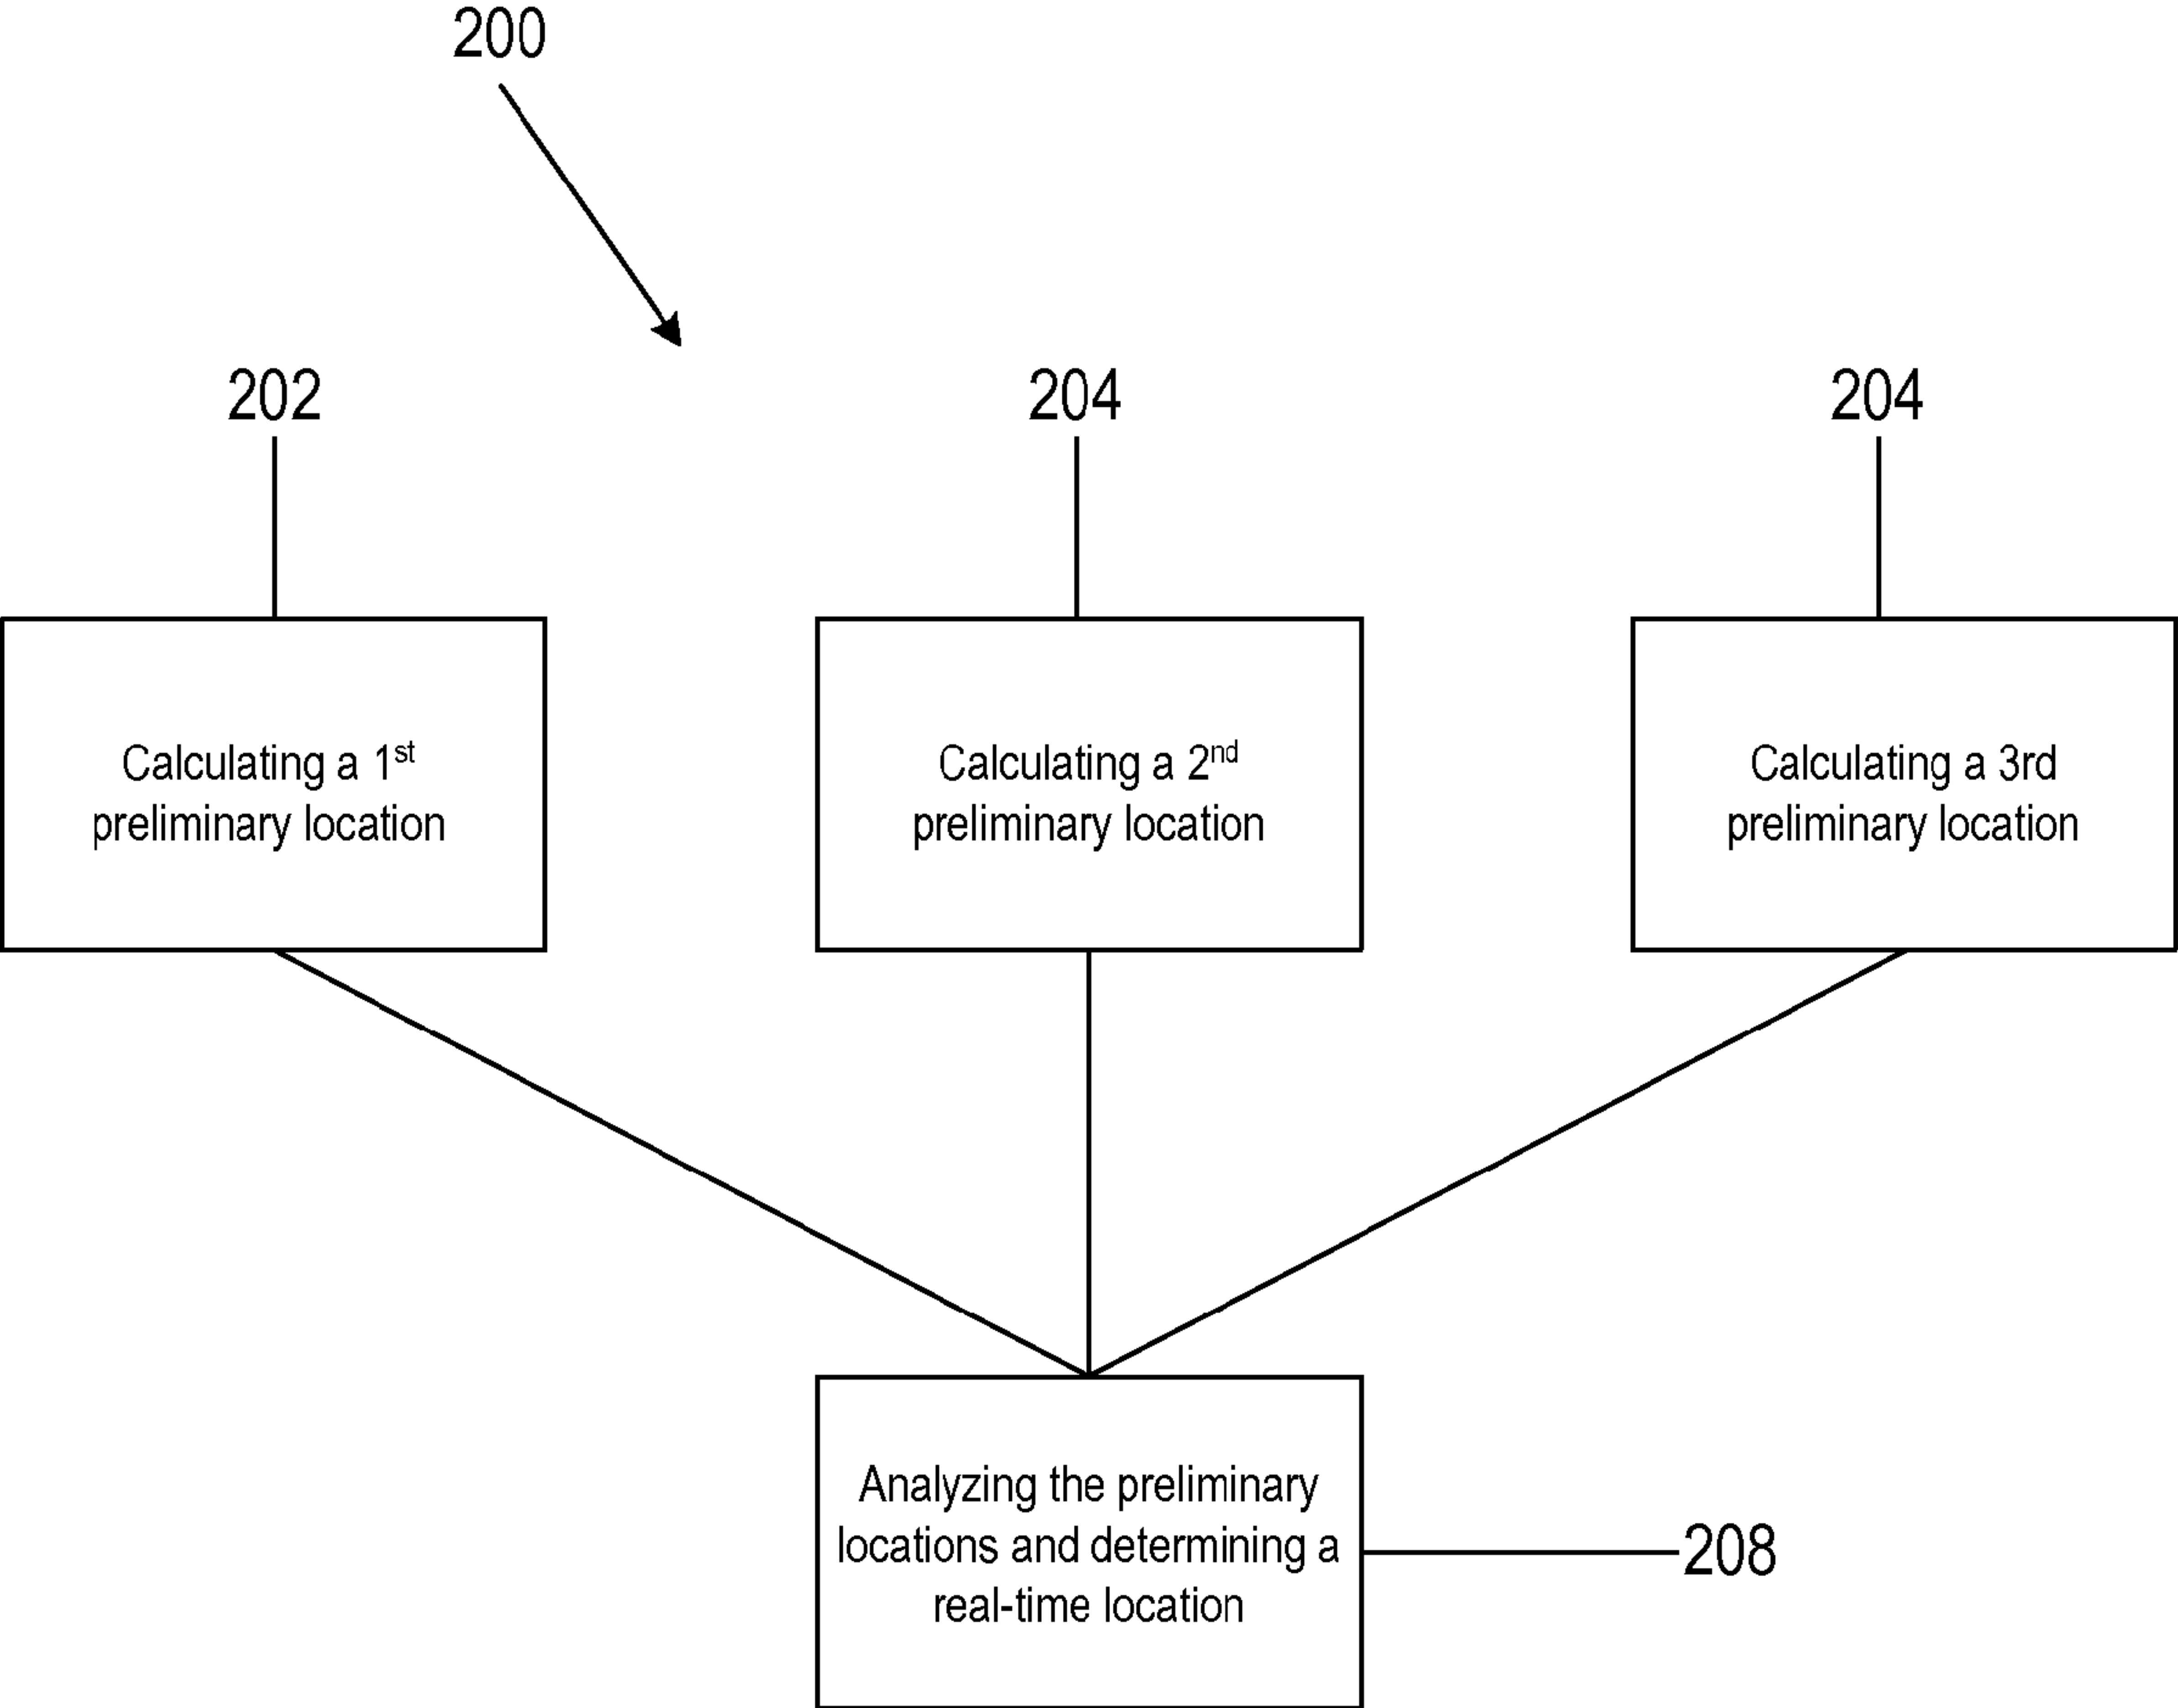 200
202
204
204
Calculating a 1st
preliminary location
Calculating a 2nd
preliminary location
Calculating a 3rd
preliminary location
Analyzing the preliminary
locations and determining a
real-time location
208